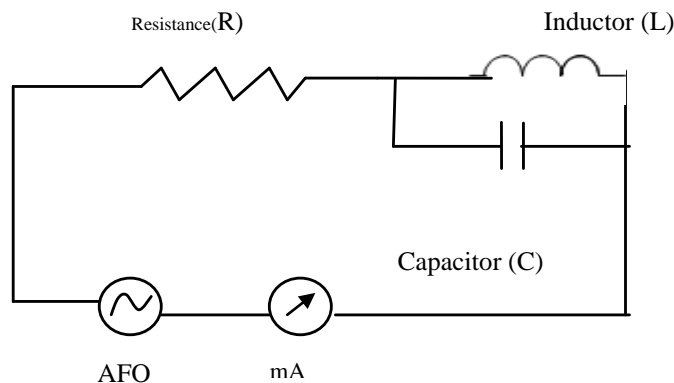 Resistance(R)
Inductor (L)
Capacitor (C)
AFO
mA